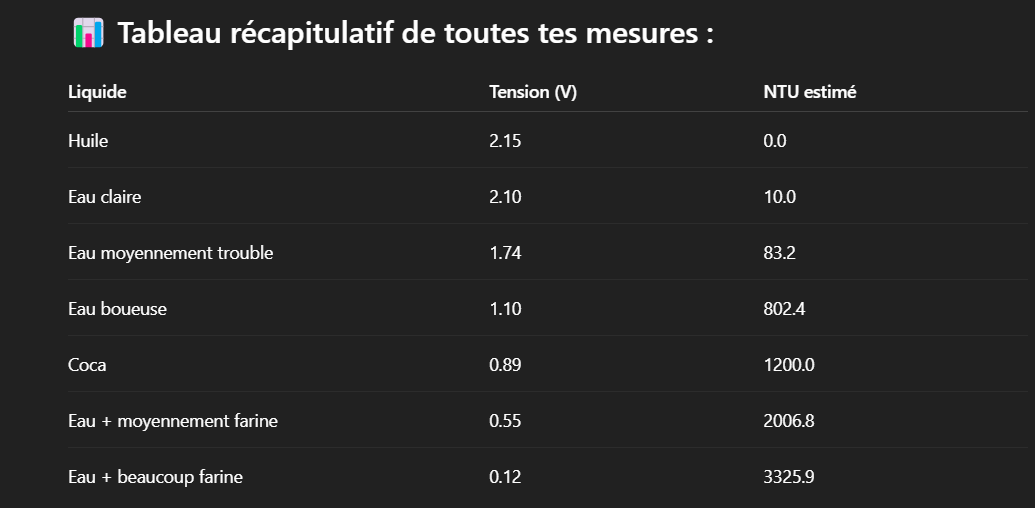 📊 Tableau récapitulatif de toutes tes mesures :
Liquide Tension (V) NTU estimé
Huile 2.15 0.0
Eau claire 2.10 10.0
Eau moyennement trouble 1.74 83.2
Eau boueuse 1.10 802.4
Coca 0.89 1200.0
Eau + moyennement farine 0.55 2006.8
Eau + beaucoup farine 0.12 3325.9